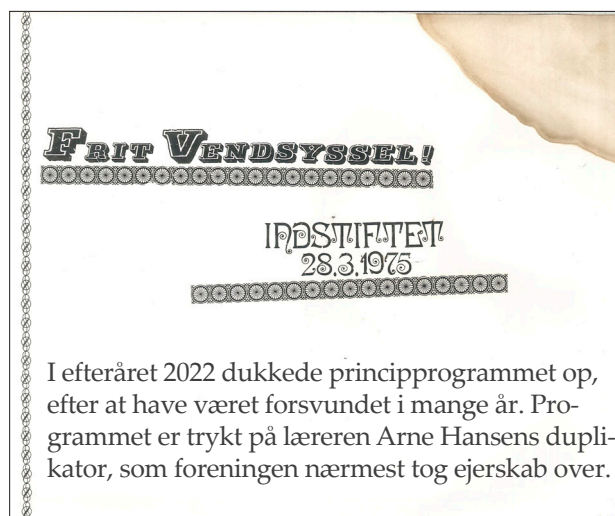 FRIT VENDSYSSEL!
INDSTIFTET
28.3.1975
I efteråret 2022 dukkede principprogrammet op,
efter at have været forsvundet i mange år. Pro-
grammet er trykt på læreren Arne Hansens dupli-
kator, som foreningen nærmest tog ejerskab over.